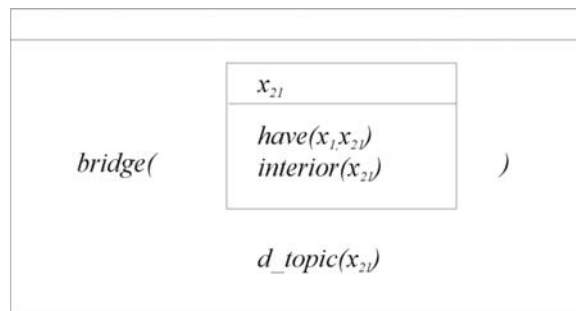 x₂₁
have(x₁,x₂₁)
bridge( interior(x₂₁) )
d_topic(x₂₁)